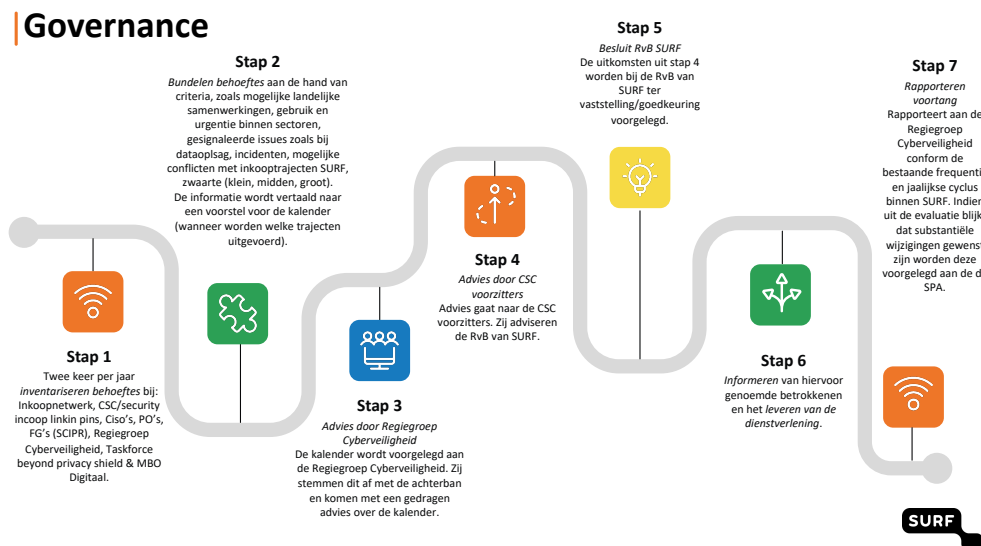 Governance
Stap 1
Twee keer per jaar
inventariseren behoeftes bij:
Inkoopnetwerk, CSC/security
incoop linkin pins, Ciso's, PO's,
FG's (SCIPR), Regiegroep
Cyberveiligheid, Taskforce
beyond privacy shield & MBO
Digitaal.
Stap 2
Bundelen behoeftes aan de hand van
criteria, zoals mogelijke landelijke
samenwerkingen, gebruik en
urgentie binnen sectoren,
gesignaleerde issues zoals bij
dataoplsag, incidenten, mogelijke
conflicten met inkooptrajecten SURF,
zwaarte (klein, midden, groot).
De informatie wordt vertaald naar
een voorstel voor de kalender
(wanneer worden welke trajecten
uitgevoerd).
Stap 3
Advies door Regiegroep
Cyberveiligheid
De kalender wordt voorgelegd aan
de Regiegroep Cyberveiligheid. Zij
stemmen dit af met de achterban
en komen met een gedragen
advies over de kalender.
Stap 4
Advies door CSC
voorzitters
Advies gaat naar de CSC
voorzitters. Zij adviseren
de RvB van SURF.
Stap 5
Besluit RvB SURF
De uitkomsten uit stap 4
worden bij de RvB van
SURF ter
vaststelling/goedkeuring
voorgelegd.
Stap 6
Informeren van hiervoor
genoemde betrokkenen
en het leveren van de
dienstverlening.
Stap 7
Rapporteren
voortang
Rapporteert aan de
Regiegroep
Cyberveiligheid
conform de
bestaande frequenti
en jaalijkse cyclus
binnen SURF. Indien
uit de evaluatie blijk
dat substantiële
wijzigingen gewenst
zijn worden deze
voorgelegd aan de d
SPA.
SURF